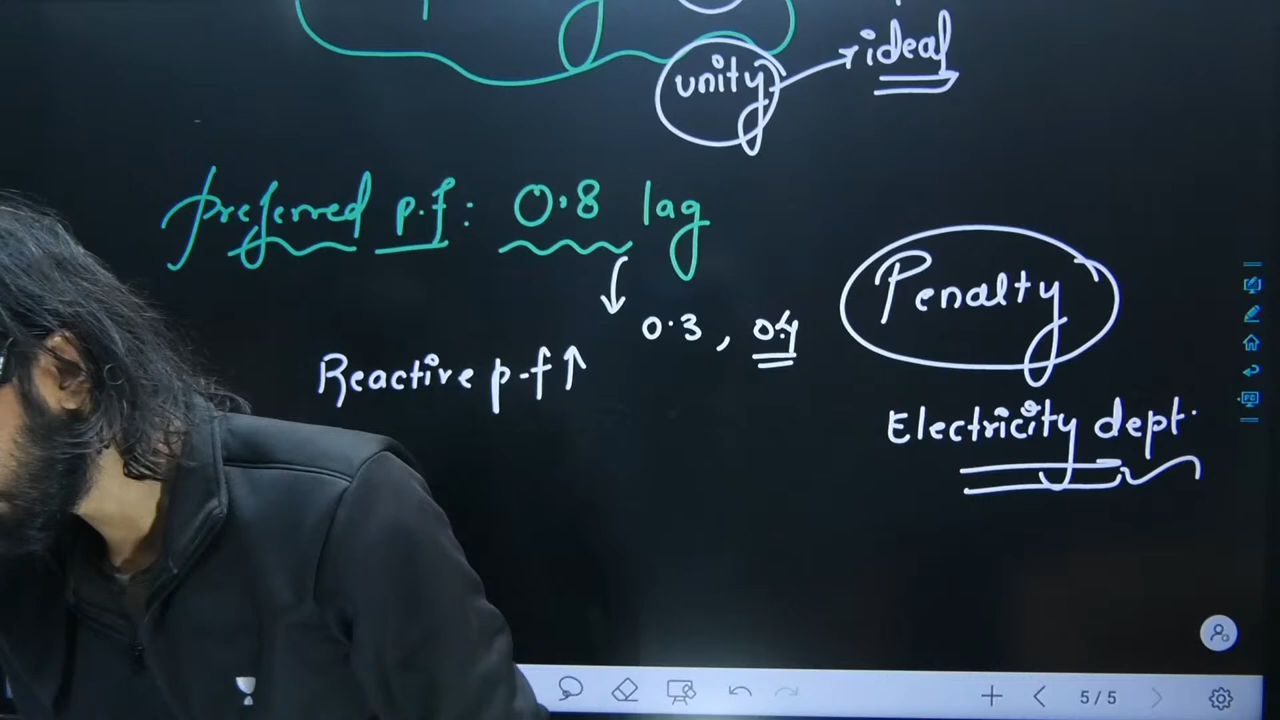 unity → ideal
preferred p.f: 0.8 lag
0.3, 0.4
Penalty
Reactive p.f ↑
Electricity dept.
5/5